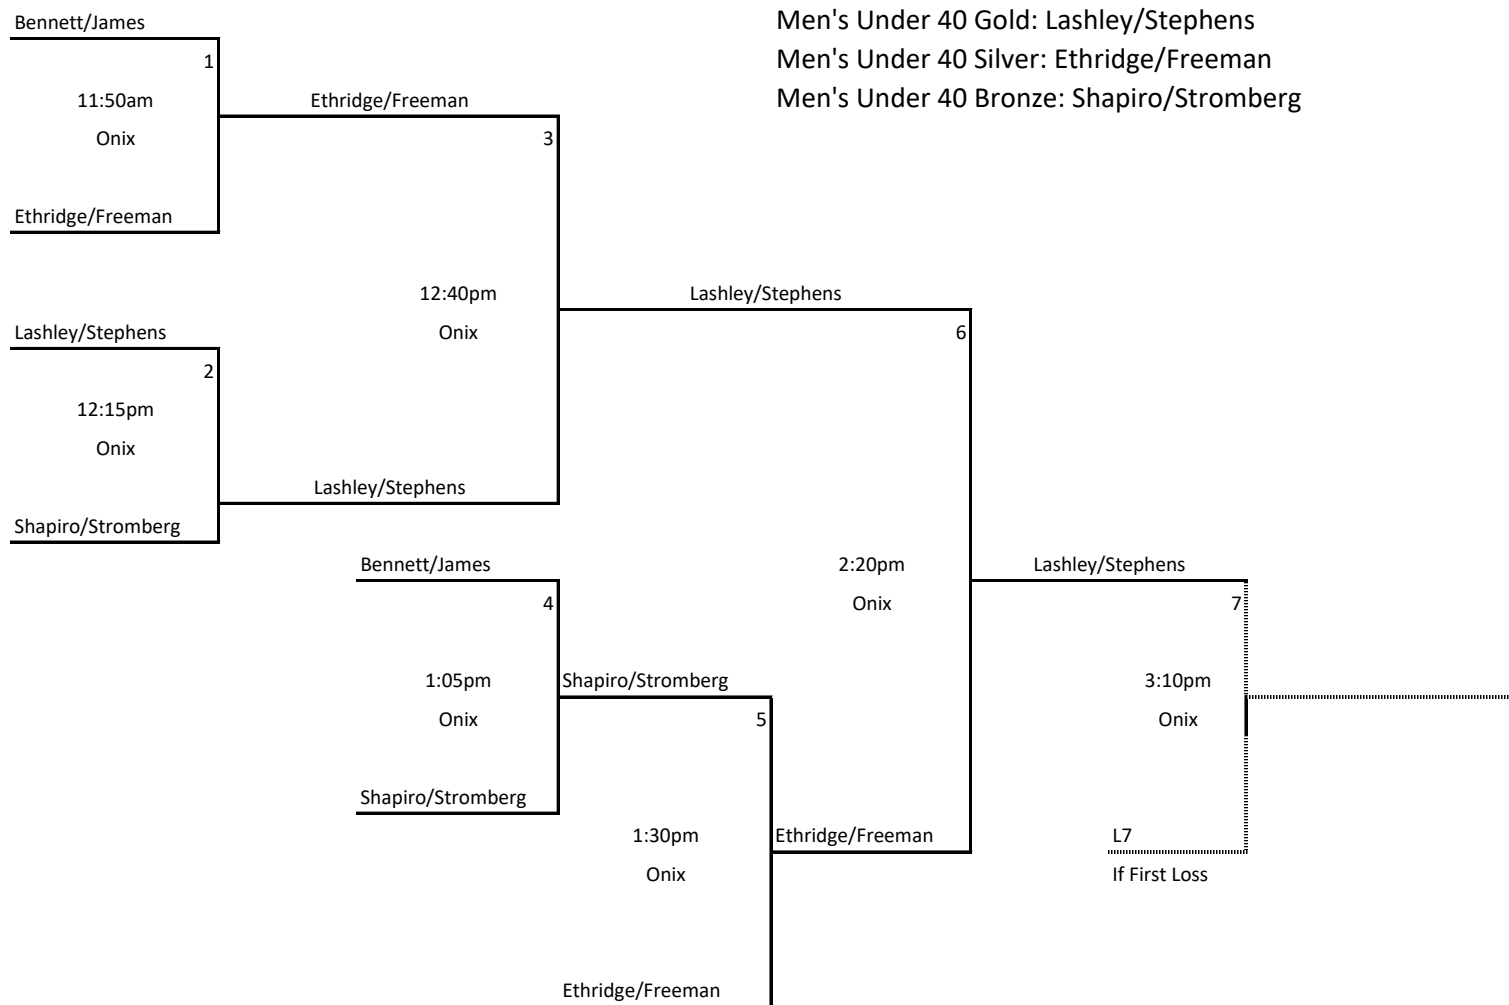 Bennett/James
Men's Under 40 Gold: Lashley/Stephens
1
Men's Under 40 Silver: Ethridge/Freeman
11:50am
Ethridge/Freeman
Men's Under 40 Bronze: Shapiro/Stromberg
Onix
3
Ethridge/Freeman
12:40pm
Lashley/Stephens
Lashley/Stephens
Onix
6
2
12:15pm
Onix
Lashley/Stephens
Shapiro/Stromberg
Bennett/James
2:20pm
Lashley/Stephens
4
Onix
7
1:05pm
Shapiro/Stromberg
3:10pm
Onix
5
Onix
Shapiro/Stromberg
1:30pm
Ethridge/Freeman
L7
Onix
If First Loss
Ethridge/Freeman